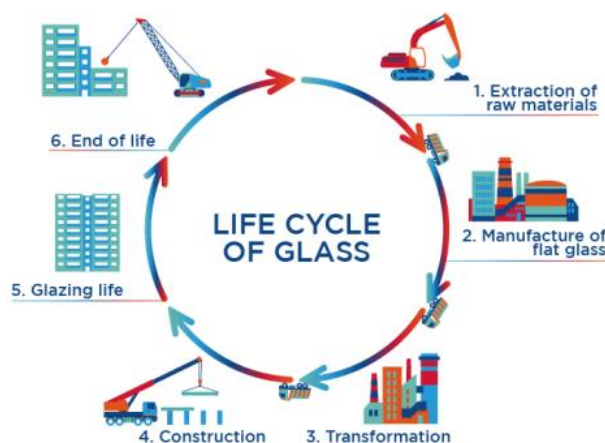 LIFE CYCLE
OF GLASS
1. Extraction of
raw materials
2. Manufacture of
flat glass
3. Transformation
4. Construction
5. Glazing life
6. End of life